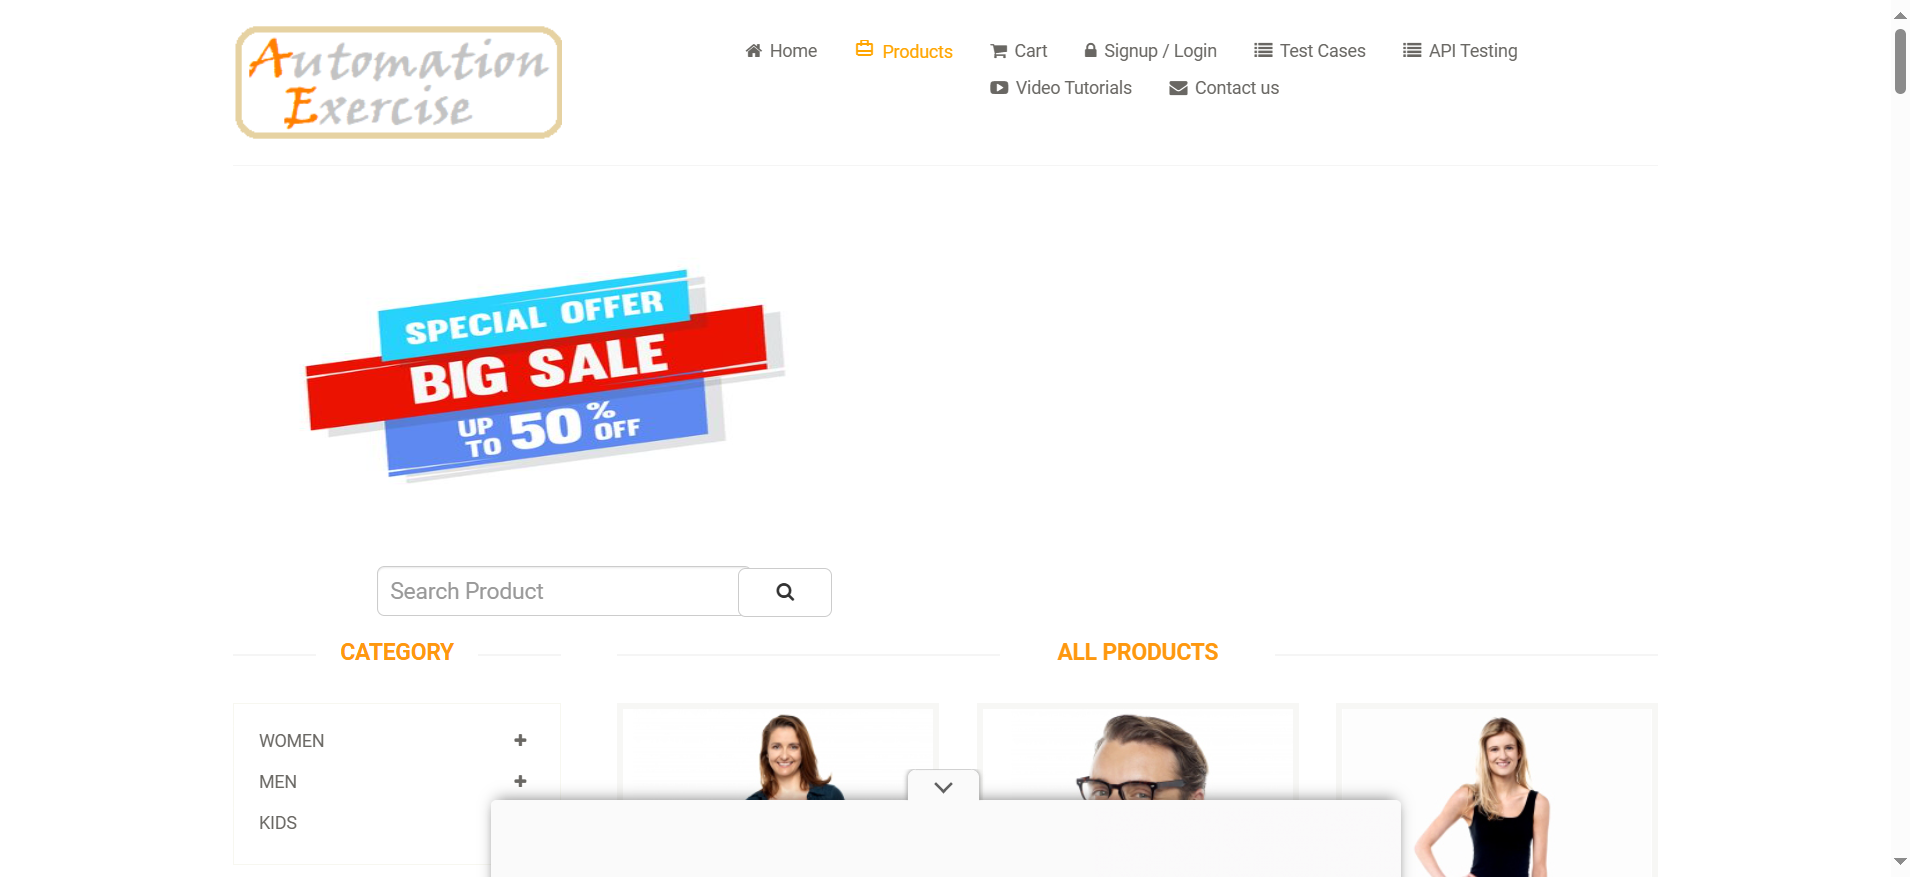 Automation
Exercise
Home
Products
Cart
Signup / Login
Test Cases
API Testing
Video Tutorials
Contact us
SPECIAL OFFER
BIG SALE
UP TO 50% OFF
Search Product
CATEGORY
ALL PRODUCTS
WOMEN
MEN
KIDS